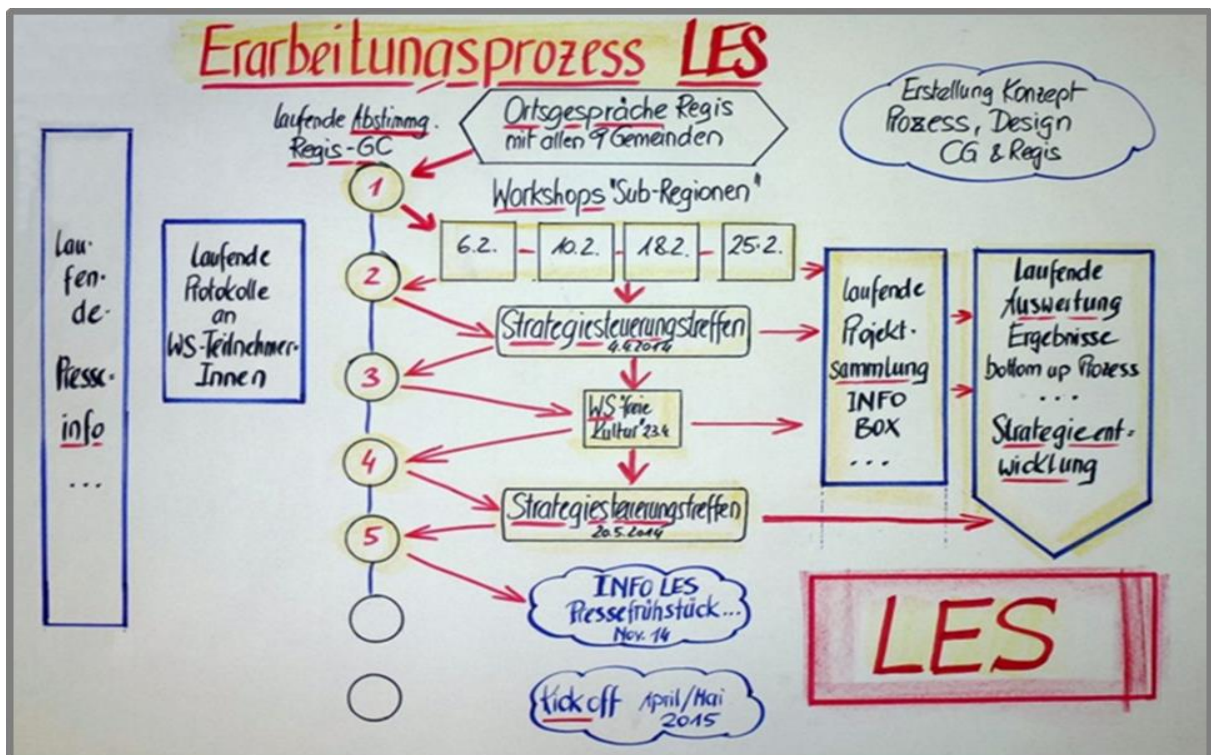 Erarbeitungsprozess LES
laufende Abstimmg.
Regis-GC
Ortsgespräche Regis
mit allen 9 Gemeinden
Erstellung Konzept
Prozess, Design
CG & Regis
1
Workshops "Sub-Regionen"
6.2. - 10.2. - 18.2. - 25.2.
lau-
fen-
de-
Presse-
info
...
laufende
Protokolle
an
WS-Teilnehmer-
Innen
2
Strategiesteuerungstreffen
4.4.2014
3
WS "freie
Kultur" 23.4
4
Strategiesteuerungstreffen
20.5.2014
5
laufende
Projekt-
sammlung
INFO
BOX
...
laufende
Auswertung
Ergebnisse
bottom up Prozess
...
Strategieent-
wicklung
INFO LES
Pressefrühstück...
Nov. 14
LES
Kick off April/Mai
2015